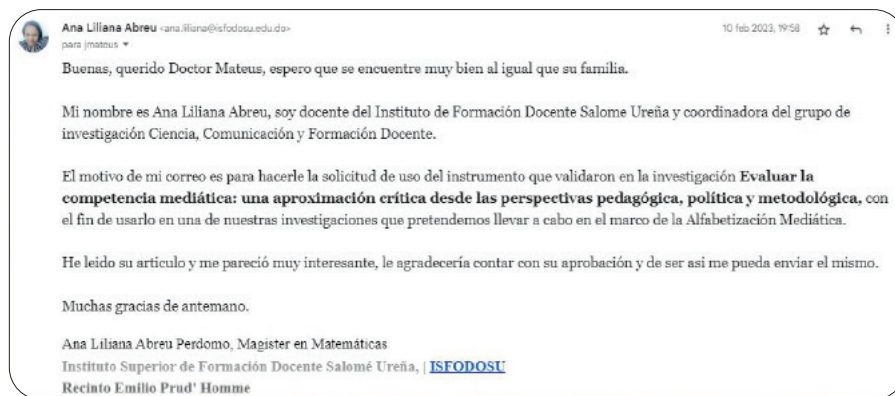 Ana Liliana Abreu <ana.liliana@isfodosu.edu.do>
10 feb 2023, 19:58
para jmateus
Buenas, querido Doctor Mateus, espero que se encuentre muy bien al igual que su familia.
Mi nombre es Ana Liliana Abreu, soy docente del Instituto de Formación Docente Salome Ureña y coordinadora del grupo de
investigación Ciencia, Comunicación y Formación Docente.
El motivo de mi correo es para hacerle la solicitud de uso del instrumento que validaron en la investigación Evaluar la
competencia mediática: una aproximación crítica desde las perspectivas pedagógica, política y metodológica, con
el fin de usarlo en una de nuestras investigaciones que pretendemos llevar a cabo en el marco de la Alfabetización Mediática.
He leido su articulo y me pareció muy interesante, le agradecería contar con su aprobación y de ser asi me pueda enviar el mismo.
Muchas gracias de antemano.
Ana Liliana Abreu Perdomo, Magister en Matemáticas
Instituto Superior de Formación Docente Salomé Ureña, | ISFODOSU
Recinto Emilio Prud' Homme